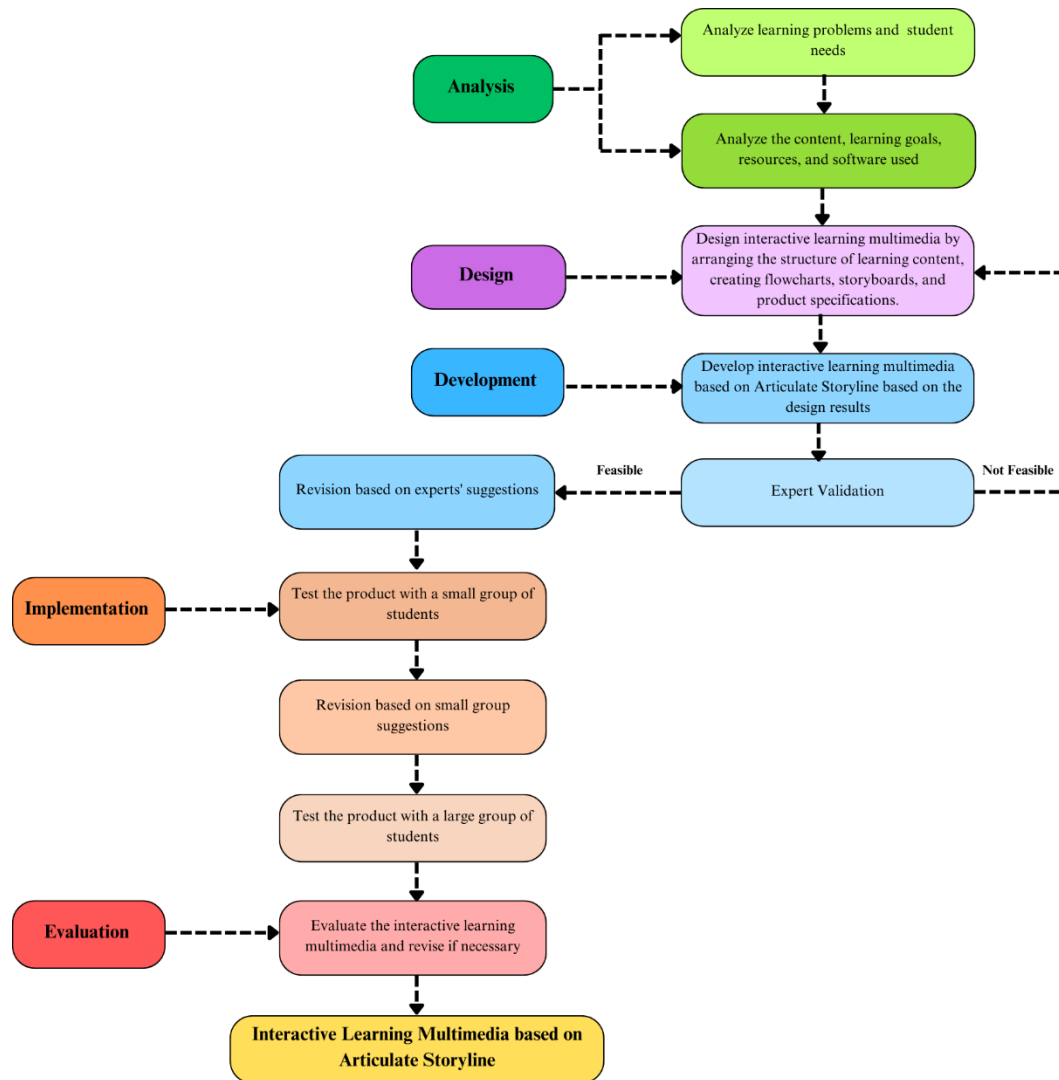 Analyze learning problems and student
needs
Analysis
Analyze the content, learning goals,
resources, and software used
Design interactive learning multimedia by
arranging the structure of learning content,
creating flowcharts, storyboards, and
product specifications.
Design
Develop interactive learning multimedia
based on Articulate Storyline based on the
design results
Development
Feasible
Not Feasible
Revision based on experts' suggestions
Expert Validation
Implementation
Test the product with a small group of
students
Revision based on small group
suggestions
Test the product with a large group of
students
Evaluation
Evaluate the interactive learning
multimedia and revise if necessary
Interactive Learning Multimedia based on
Articulate Storyline